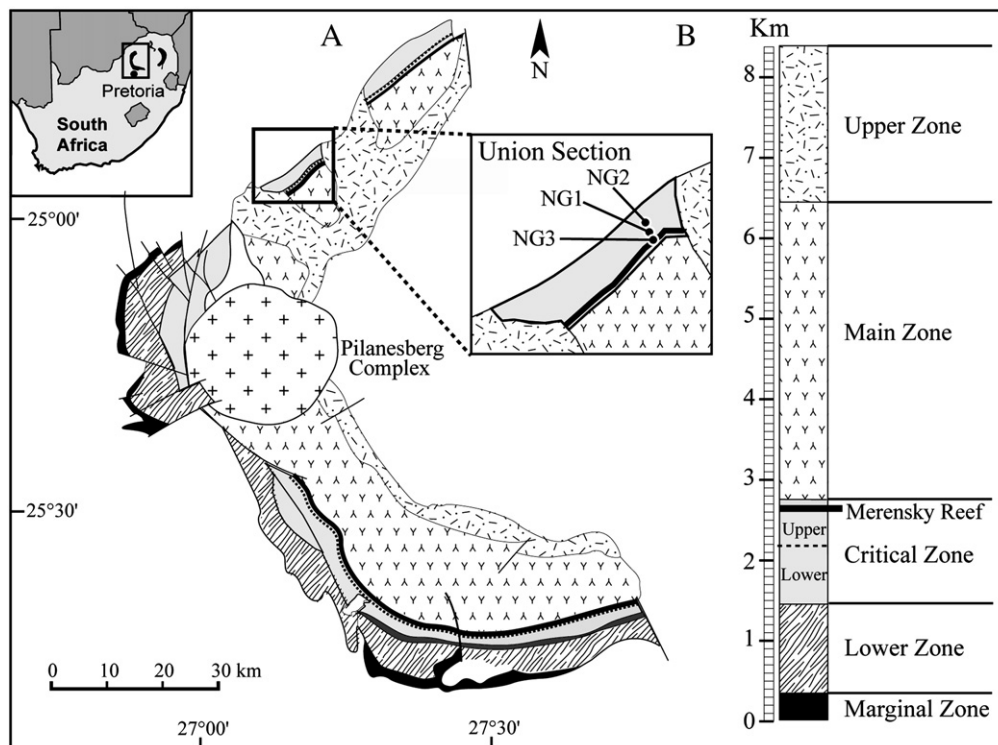 A
B
Km
N
Pretoria
South
Africa
Union Section
NG2
NG1
NG3
25°00'
Pilanesberg
Complex
25°30'
0 10 20 30 km
27°00'
27°30'
8
7
6
5
4
3
2
1
0
Upper Zone
Main Zone
Merensky Reef
Upper
Critical Zone
Lower
Lower Zone
Marginal Zone